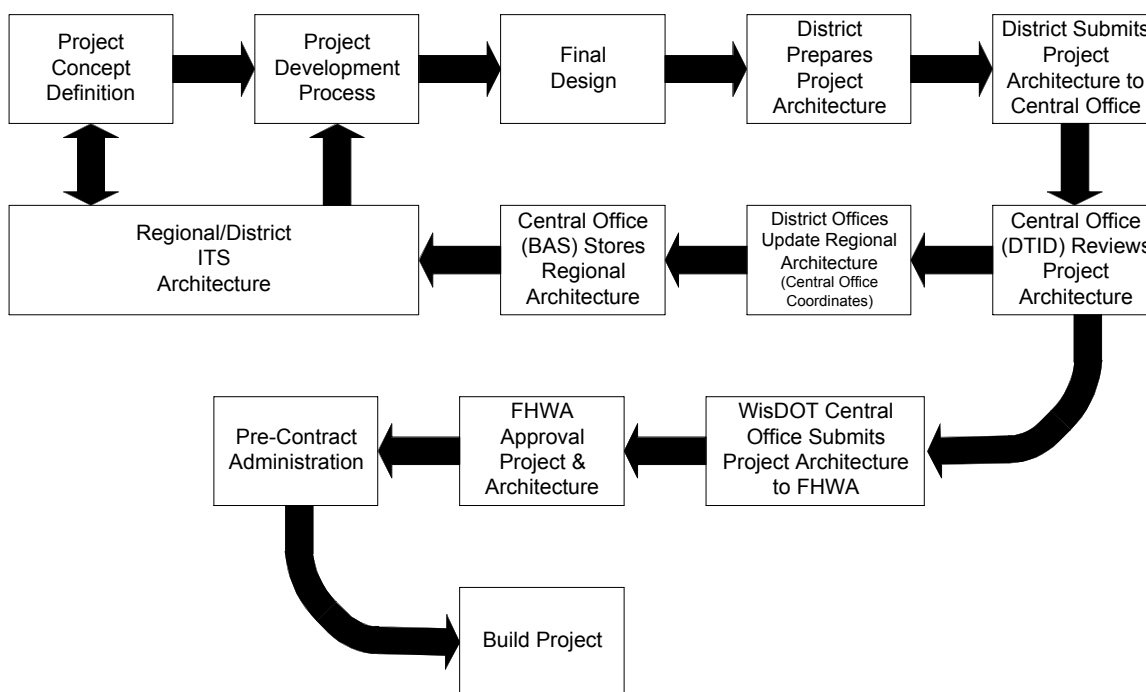 Project
Concept
Definition
Project
Development
Process
Final
Design
District
Prepares
Project
Architecture
District Submits
Project
Architecture to
Central Office
Regional/District
ITS
Architecture
Central Office
(BAS) Stores
Regional
Architecture
District Offices
Update Regional
Architecture
(Central Office
Coordinates)
Central Office
(DTID) Reviews
Project
Architecture
Pre-Contract
Administration
FHWA
Approval
Project &
Architecture
WisDOT Central
Office Submits
Project Architecture
to FHWA
Build Project